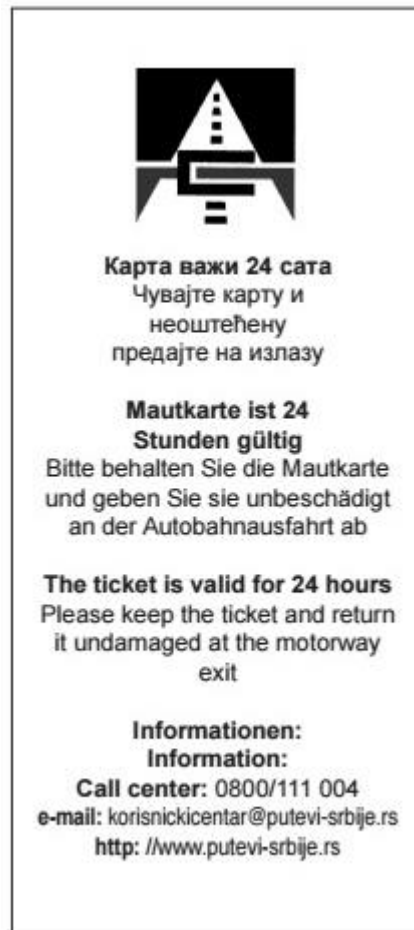 Карта важи 24 сата
Чувајте карту и
неоштећену
предајте на излазу
Mautkarte ist 24
Stunden gültig
Bitte behalten Sie die Mautkarte
und geben Sie sie unbeschädigt
an der Autobahnausfahrt ab
The ticket is valid for 24 hours
Please keep the ticket and return
it undamaged at the motorway
exit
Informationen:
Information:
Call center: 0800/111 004
e-mail: korisnickicentar@putevi-srbije.rs
http: //www.putevi-srbije.rs